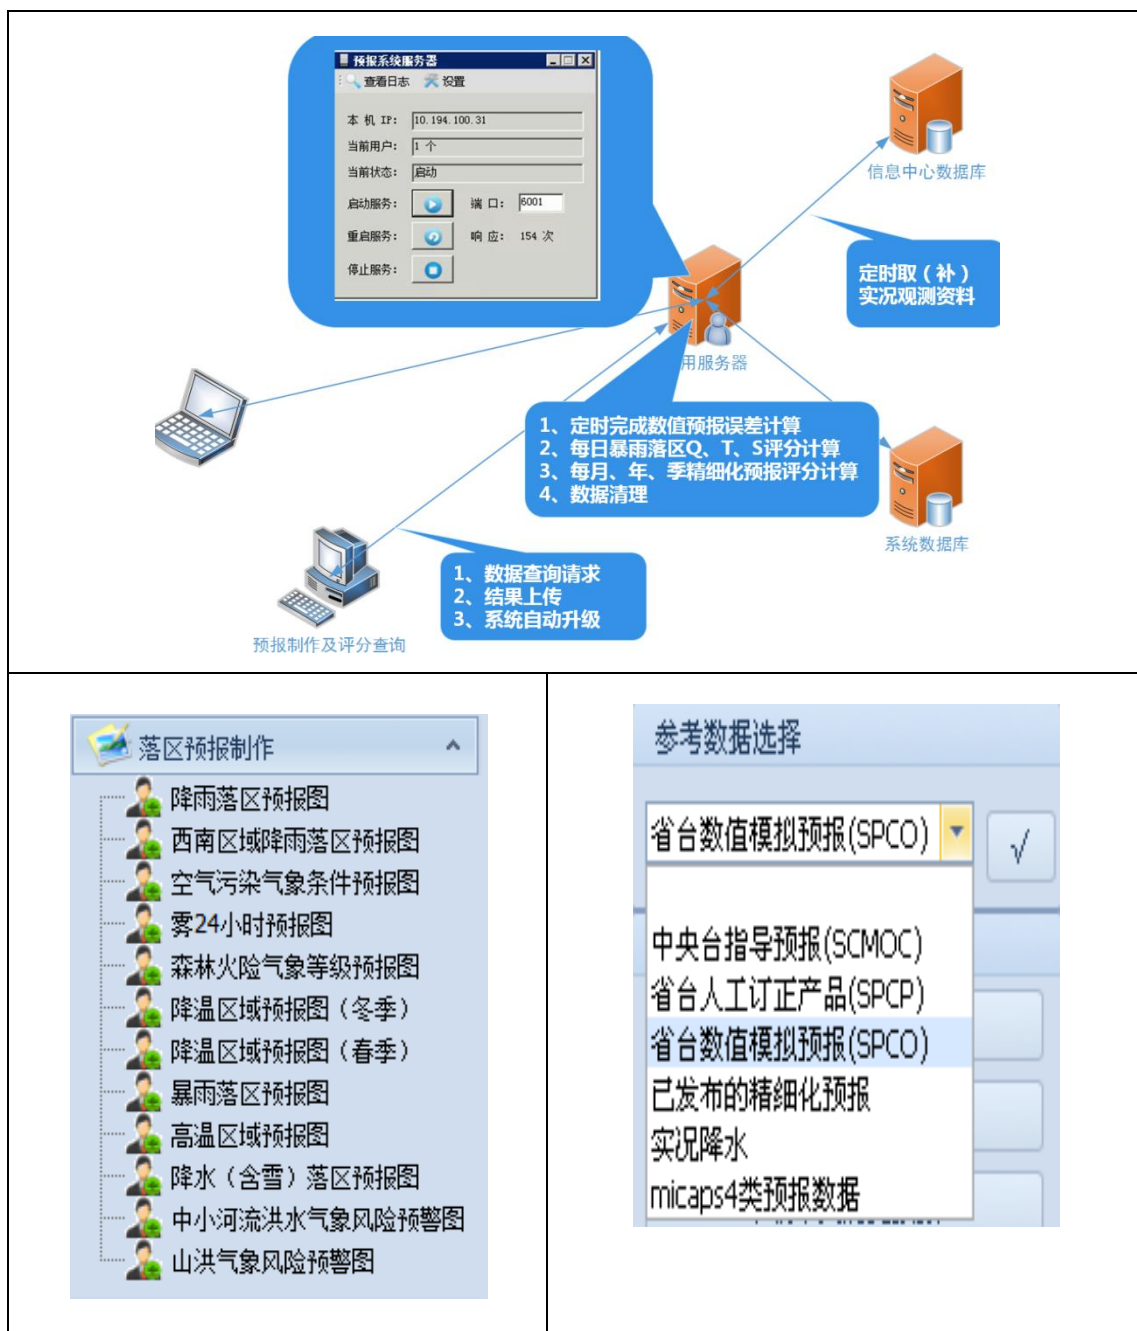 预报系统服务器
查看日志 设置
本 机 IP: 10.194.100.31
当前用户: 1 个
当前状态: 启动
启动服务: 端 口: 6001
重启服务: 响 应: 154 次
停止服务:
信息中心数据库
定时取（补）
实况观测资料
用服务器
1、定时完成数值预报误差计算
2、每日暴雨落区Q、T、S评分计算
3、每月、年、季精细化预报评分计算
4、数据清理
系统数据库
1、数据查询请求
2、结果上传
3、系统自动升级
预报制作及评分查询
落区预报制作
降雨落区预报图
西南区域降雨落区预报图
空气污染气象条件预报图
雾24小时预报图
森林火险气象等级预报图
降温区域预报图（冬季）
降温区域预报图（春季）
暴雨落区预报图
高温区域预报图
降水（含雪）落区预报图
中小河流洪水气象风险预警图
山洪气象风险预警图
参考数据选择
省台数值模拟预报(SPCO) √
中央台指导预报(SCMOC)
省台人工订正产品(SPCP)
省台数值模拟预报(SPCO)
已发布的精细化预报
实况降水
micaps4类预报数据